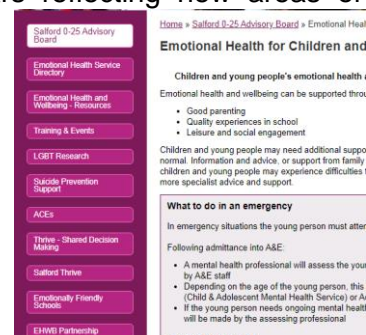 Salford 0-25 Advisory
Board
Emotional Health Service
Directory
Emotional Health and
Wellbeing - Resources
Training & Events
LGBT Research
Suicide Prevention
Support
ACEs
Thrive - Shared Decision
Making
Salford Thrive
Emotionally Friendly
Schools
EHWB Partnership
Home » Salford 0-25 Advisory Board » Emotional
Emotional Health for Children and
Children and young people's emotional health
Emotional health and wellbeing can be supported
• Good parenting
• Quality experiences in school
• Leisure and social engagement
Children and young people may need additional
normal. Information and advice, or support from family
children and young people may experience difficulties
more specialist advice and support.
What to do in an emergency
In emergency situations the young person must
Following admittance into A&E:
• A mental health professional will assess the
by A&E staff
• Depending on the age of the young person, this
(Child & Adolescent Mental Health Service) or
• If the young person needs ongoing mental
will be made by the assessing professional